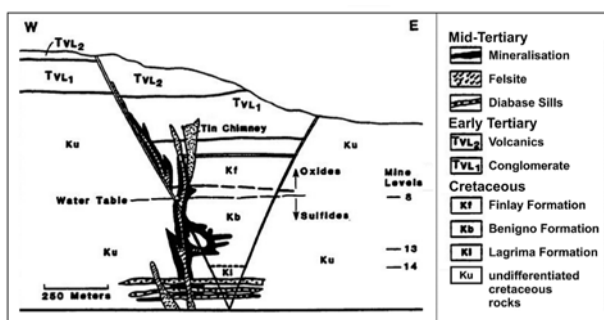 W E
TVL2
TVL1
TVL2
TVL1
Tin Chimney
Ku
Ku
Kf
Oxides
Mine
Levels
Water Table
8
Sulfides
Kb
Ku
Ku
13
Kl
14
250 Meters
Mid-Tertiary
Mineralisation
Felsite
Diabase Sills
Early Tertiary
TVL2 Volcanics
TVL1 Conglomerate
Cretaceous
Kf Finlay Formation
Kb Benigno Formation
Kl Lagrima Formation
Ku undifferentiated
cretaceous
rocks